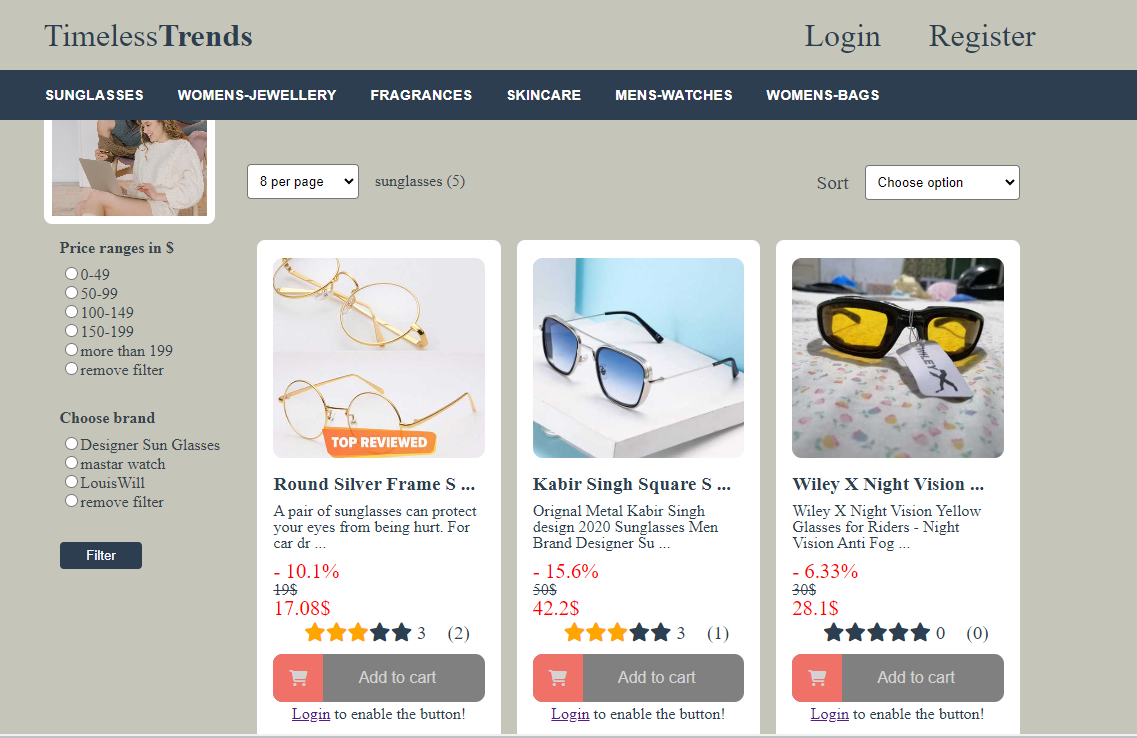 TimelessTrends
Login
Register
SUNGLASSES
WOMENS-JEWELLERY
FRAGRANCES
SKINCARE
MENS-WATCHES
WOMENS-BAGS
8 per page
sunglasses (5)
Sort
Choose option
Price ranges in $
0-49
50-99
100-149
150-199
more than 199
remove filter
Choose brand
Designer Sun Glasses
mastar watch
LouisWill
remove filter
Filter
TOP REVIEWED
Round Silver Frame S ...
A pair of sunglasses can protect
your eyes from being hurt. For
car dr ...
- 10.1%
19$
17.08$
3 (2)
Add to cart
Login to enable the button!
Kabir Singh Square S ...
Orignal Metal Kabir Singh
design 2020 Sunglasses Men
Brand Designer Su ...
- 15.6%
50$
42.2$
3 (1)
Add to cart
Login to enable the button!
Wiley X Night Vision ...
Wiley X Night Vision Yellow
Glasses for Riders - Night
Vision Anti Fog ...
- 6.33%
30$
28.1$
0 (0)
Add to cart
Login to enable the button!